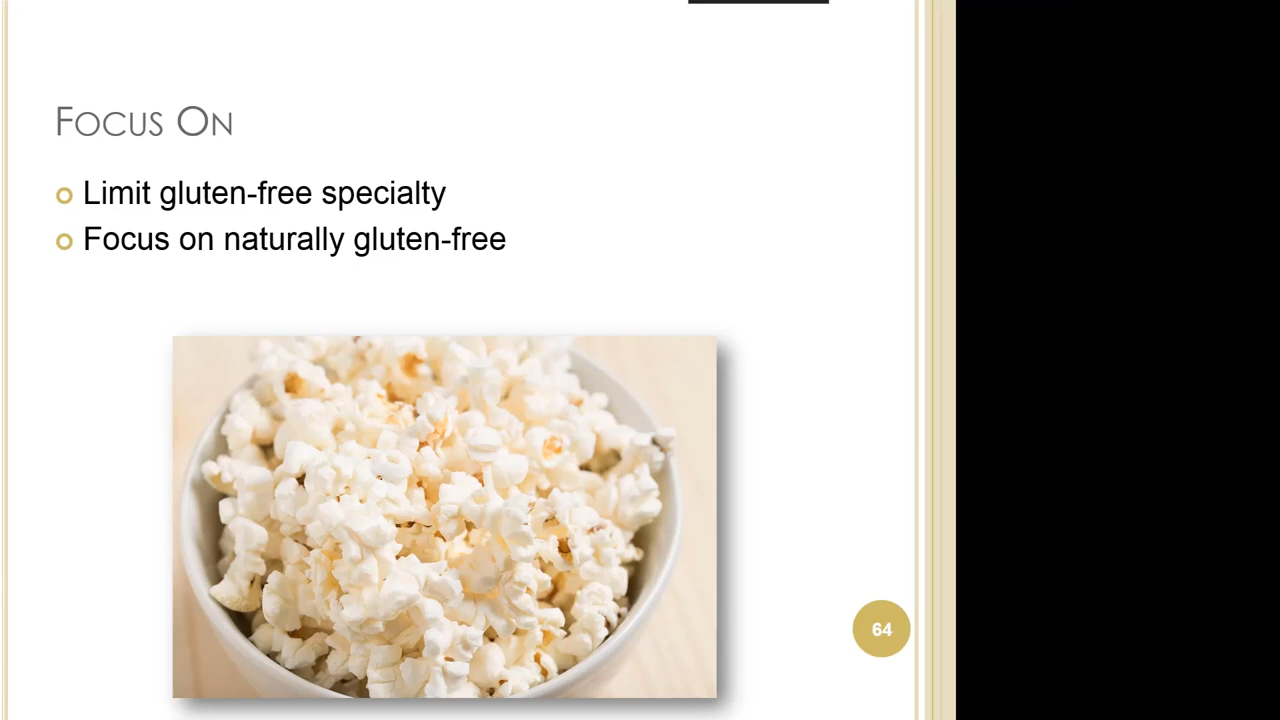 Focus On
Limit gluten-free specialty
Focus on naturally gluten-free
64